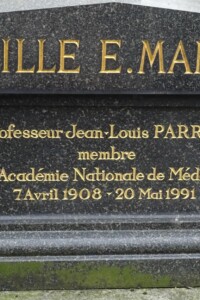 ILLE E. MA
ofesseur Jean-Louis PARR
membre
Académie Nationale de Méd
7 Avril 1908 - 20 Mai 1991